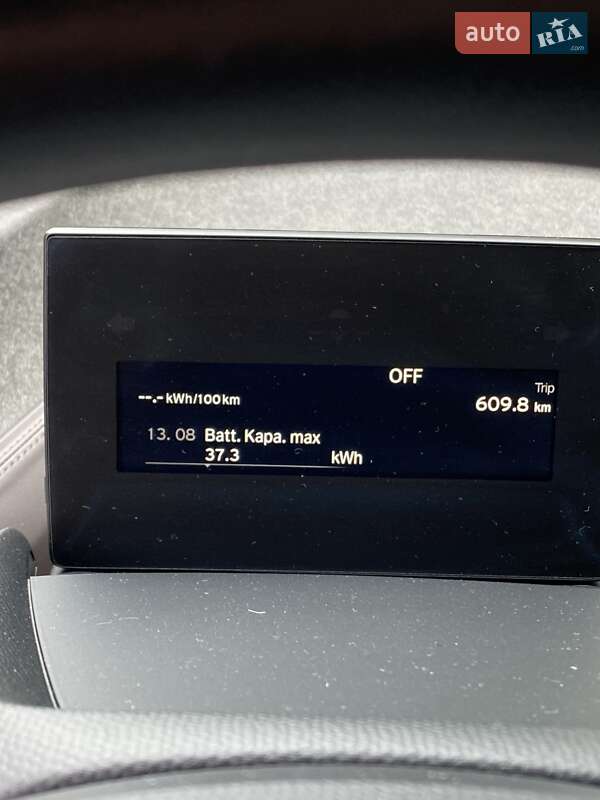 auto RIA .com
OFF
Trip
--.- kWh/100km
609.8 km
13. 08 Batt. Kapa. max
37.3 kWh